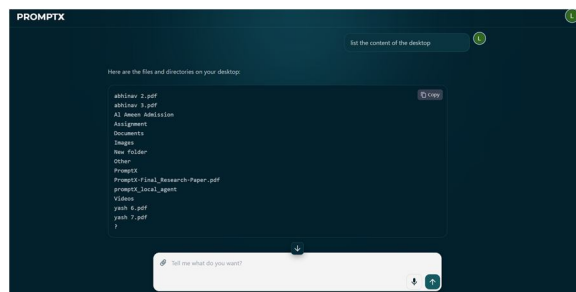 PROMPTX
L
list the content of the desktop
L
Here are the files and directories on your desktop:
Copy
abhinav 2.pdf
abhinav 3.pdf
Al Ameen Admission
Assignment
Documents
Images
New folder
Other
PromptX
PromptX-Final_Research-Paper.pdf
promptX_local_agent
Videos
yash 6.pdf
yash 7.pdf
?
Tell me what do you want?